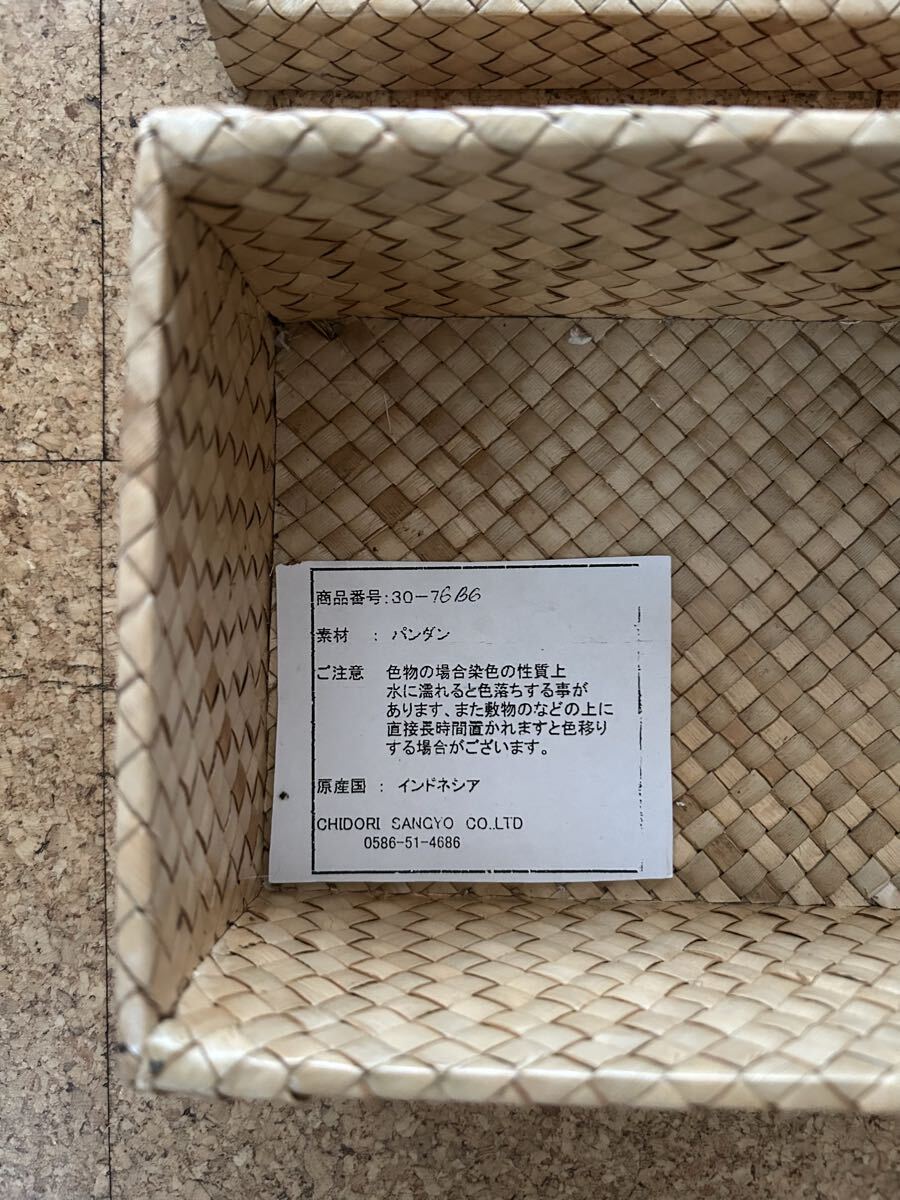 商品番号:30-76BG
素材 : パンダン
ご注意 色物の場合染色の性質上
水に濡れると色落ちする事が
あります、また敷物のなどの上に
直接長時間置かれますと色移り
する場合がございます。
原産国 : インドネシア
CHIDORI SANGYO CO.,LTD
0586-51-4686